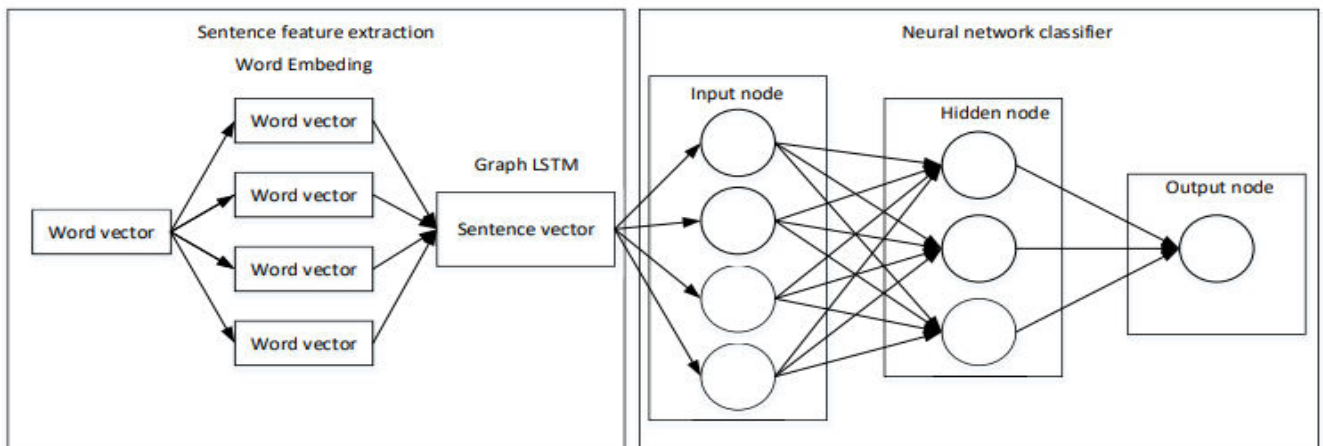 Sentence feature extraction
Word Embeding
Word vector
Word vector
Word vector
Word vector
Word vector
Graph LSTM
Sentence vector
Neural network classifier
Input node
Hidden node
Output node